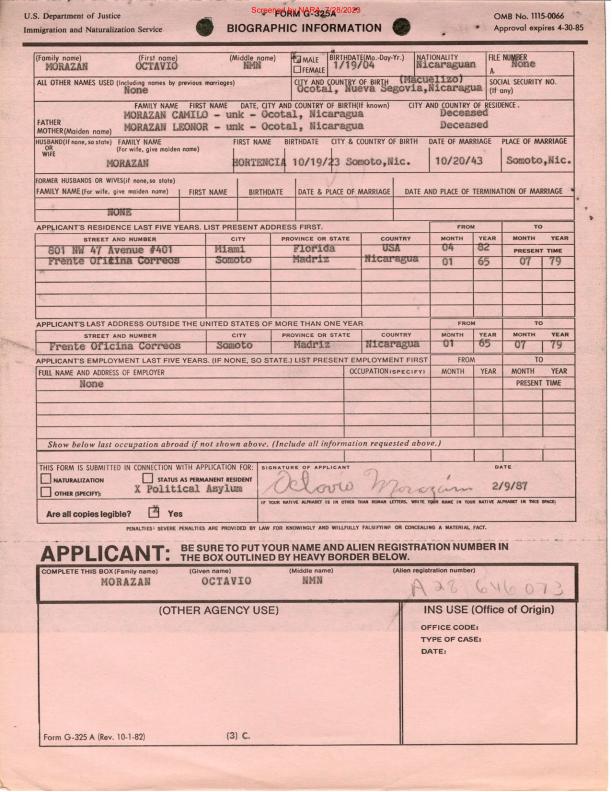 Screened by NARA, 7/28/2023
U.S. Department of Justice
Immigration and Naturalization Service
FORM G-325A
BIOGRAPHIC INFORMATION
OMB No. 1115-0066
Approval expires 4-30-85
(Family name) (First name) (Middle name) MALE BIRTHDATE(Mo.-Day-Yr.) NATIONALITY FILE NUMBER
MORAZAN OCTAVIO NMN FEMALE 1/19/04 Nicaraguan None
A.
ALL OTHER NAMES USED (Including names by previous marriages) CITY AND COUNTRY OF BIRTH (Macuelizo) SOCIAL SECURITY NO.
None Ocotal, Nueva Segovia,Nicaragua (If any)
FAMILY NAME FIRST NAME DATE, CITY AND COUNTRY OF BIRTH(If known) CITY AND COUNTRY OF RESIDENCE.
FATHER MORAZAN CAMILO - unk - Ocotal, Nicaragua Deceased
MOTHER(Maiden name) MORAZAN LEONOR - unk - Ocotal, Nicaragua Deceased
HUSBAND(If none, so state) OR WIFE FAMILY NAME (For wife, give maiden name) FIRST NAME BIRTHDATE CITY & COUNTRY OF BIRTH DATE OF MARRIAGE PLACE OF MARRIAGE
MORAZAN HORTENCIA 10/19/23 Somoto,Nic. 10/20/43 Somoto,Nic.
FORMER HUSBANDS OR WIVES(if none,so state)
FAMILY NAME (For wife, give maiden name) FIRST NAME BIRTHDATE DATE & PLACE OF MARRIAGE DATE AND PLACE OF TERMINATION OF MARRIAGE
NONE
APPLICANT'S RESIDENCE LAST FIVE YEARS. LIST PRESENT ADDRESS FIRST. FROM TO
STREET AND NUMBER CITY PROVINCE OR STATE COUNTRY MONTH YEAR MONTH YEAR
801 NW 47 Avenue #401 Miami Florida USA 04 82 PRESENT TIME
Frente Oficina Correos Somoto Madriz Nicaragua 01 65 07 79
APPLICANT'S LAST ADDRESS OUTSIDE THE UNITED STATES OF MORE THAN ONE YEAR FROM TO
STREET AND NUMBER CITY PROVINCE OR STATE COUNTRY MONTH YEAR MONTH YEAR
Frente Oficina Correos Somoto Madriz Nicaragua 01 65 07 79
APPLICANT'S EMPLOYMENT LAST FIVE YEARS. (IF NONE, SO STATE.) LIST PRESENT EMPLOYMENT FIRST FROM TO
FULL NAME AND ADDRESS OF EMPLOYER OCCUPATION(SPECIFY) MONTH YEAR MONTH YEAR
None PRESENT TIME
Show below last occupation abroad if not shown above. (Include all information requested above.)
THIS FORM IS SUBMITTED IN CONNECTION WITH APPLICATION FOR: SIGNATURE OF APPLICANT DATE
NATURALIZATION STATUS AS PERMANENT RESIDENT
OTHER (SPECIFY): X Political Asylum Octavio Morazán 2/9/87
IF YOUR NATIVE ALPHABET IS IN OTHER THAN ROMAN LETTERS, WRITE YOUR NAME IN YOUR NATIVE ALPHABET IN THIS SPACE:
Are all copies legible? X Yes
PENALTIES: SEVERE PENALTIES ARE PROVIDED BY LAW FOR KNOWINGLY AND WILLFULLY FALSIFYING OR CONCEALING A MATERIAL FACT.
APPLICANT: BE SURE TO PUT YOUR NAME AND ALIEN REGISTRATION NUMBER IN
THE BOX OUTLINED BY HEAVY BORDER BELOW.
COMPLETE THIS BOX (Family name) (Given name) (Middle name) (Alien registration number)
MORAZAN OCTAVIO NMN A 28 646 073
(OTHER AGENCY USE) INS USE (Office of Origin)
OFFICE CODE:
TYPE OF CASE:
DATE:
Form G-325 A (Rev. 10-1-82) (3) C.